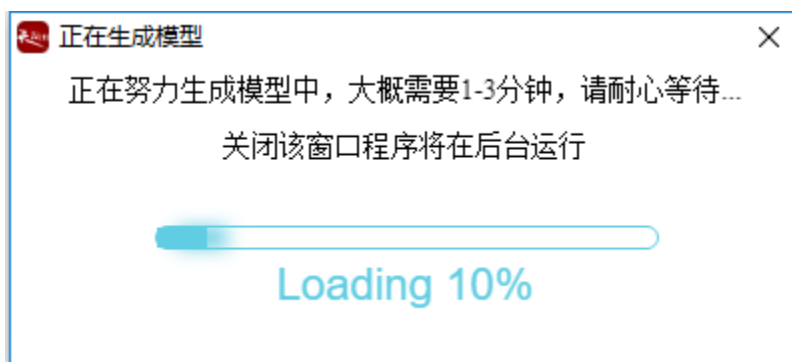 正在生成模型
正在努力生成模型中，大概需要1-3分钟，请耐心等待...
关闭该窗口程序将在后台运行
Loading 10%